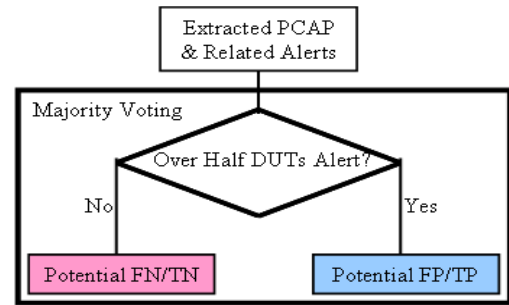 Extracted PCAP
& Related Alerts
Majority Voting
Over Half DUTs Alert?
No
Yes
Potential FN/TN
Potential FP/TP